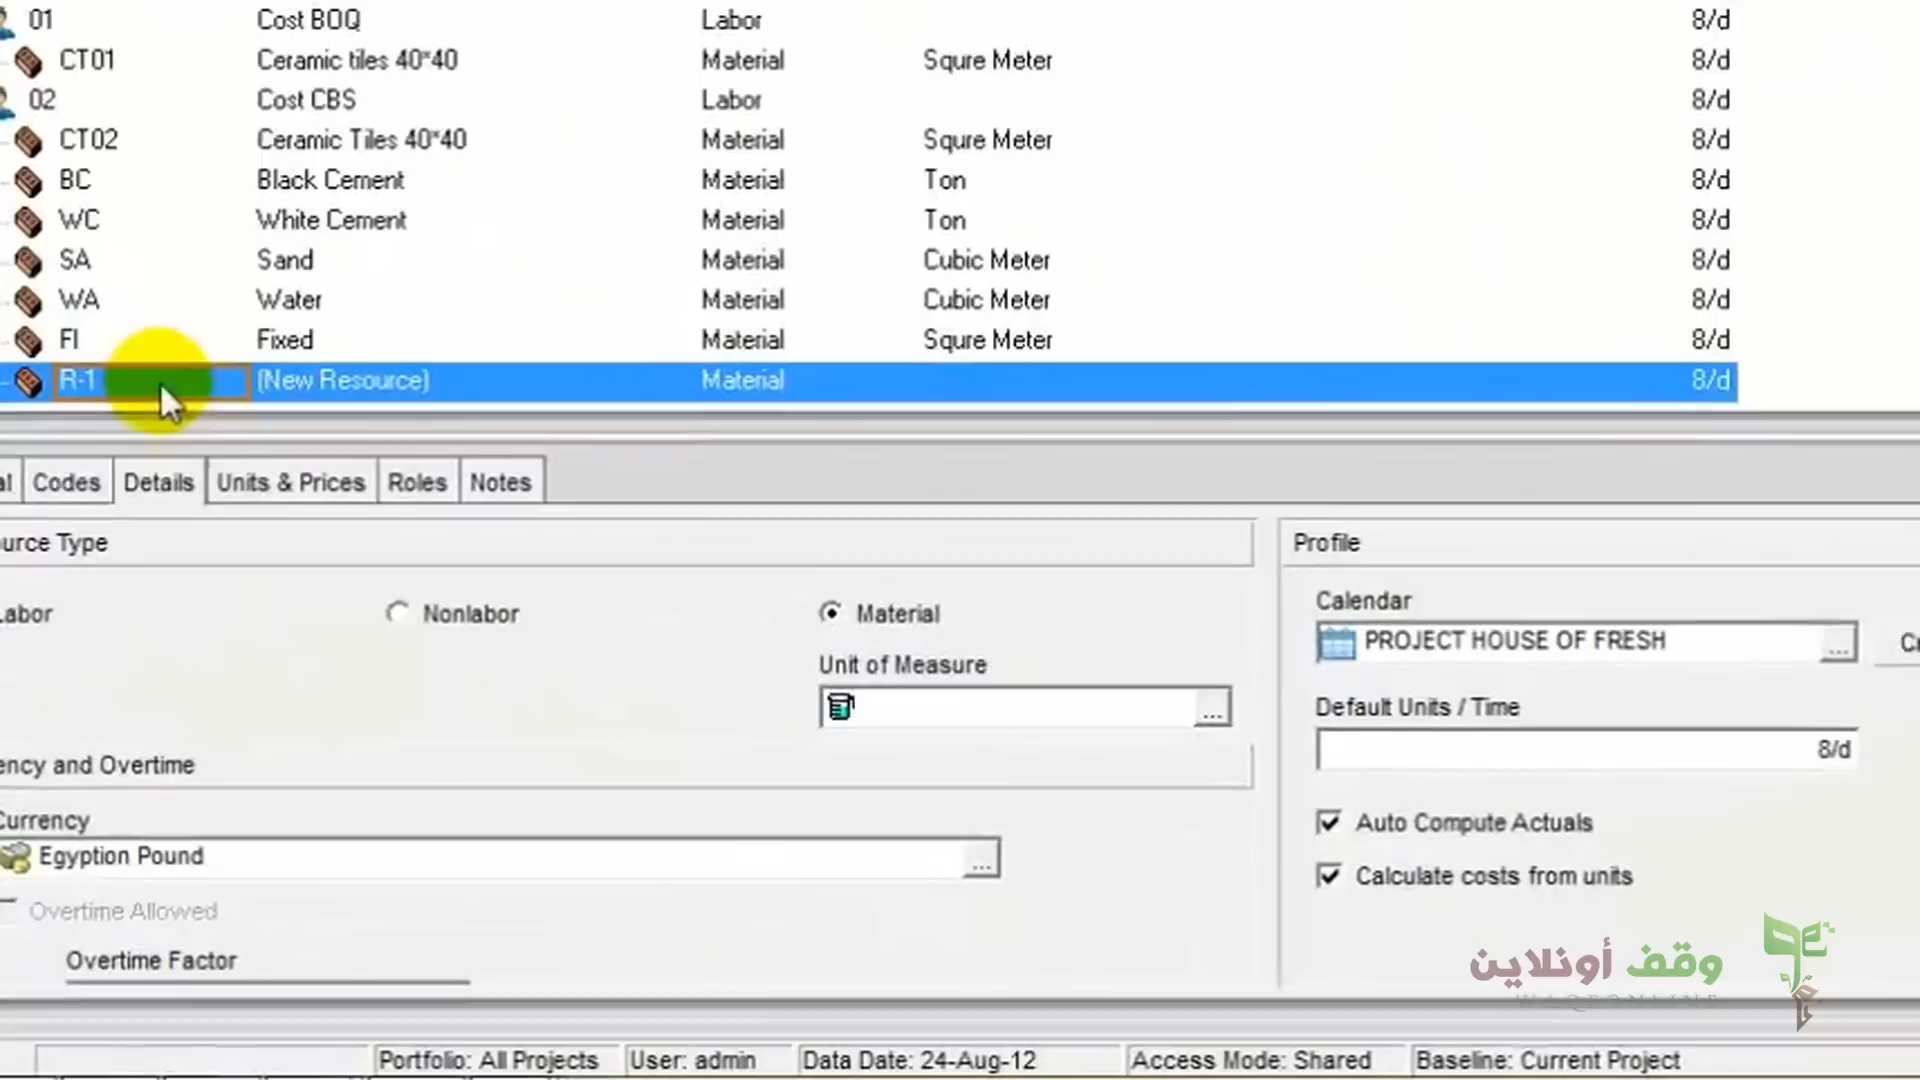 01 Cost BOQ Labor 8/d
CT01 Ceramic tiles 40*40 Material Squre Meter 8/d
02 Cost CBS Labor 8/d
CT02 Ceramic Tiles 40*40 Material Squre Meter 8/d
BC Black Cement Material Ton 8/d
WC White Cement Material Ton 8/d
SA Sand Material Cubic Meter 8/d
WA Water Material Cubic Meter 8/d
FI Fixed Material Squre Meter 8/d
R-1 (New Resource) Material 8/d
al Codes Details Units & Prices Roles Notes
urce Type Profile
Labor Nonlabor Material Calendar
PROJECT HOUSE OF FRESH ...
Unit of Measure
... Default Units / Time
8/d
ency and Overtime
Currency Auto Compute Actuals
Egyption Pound ... Calculate costs from units
Overtime Allowed
Overtime Factor
وقف أونلاين
WAQFONLINE
Portfolio: All Projects User: admin Data Date: 24-Aug-12 Access Mode: Shared Baseline: Current Project